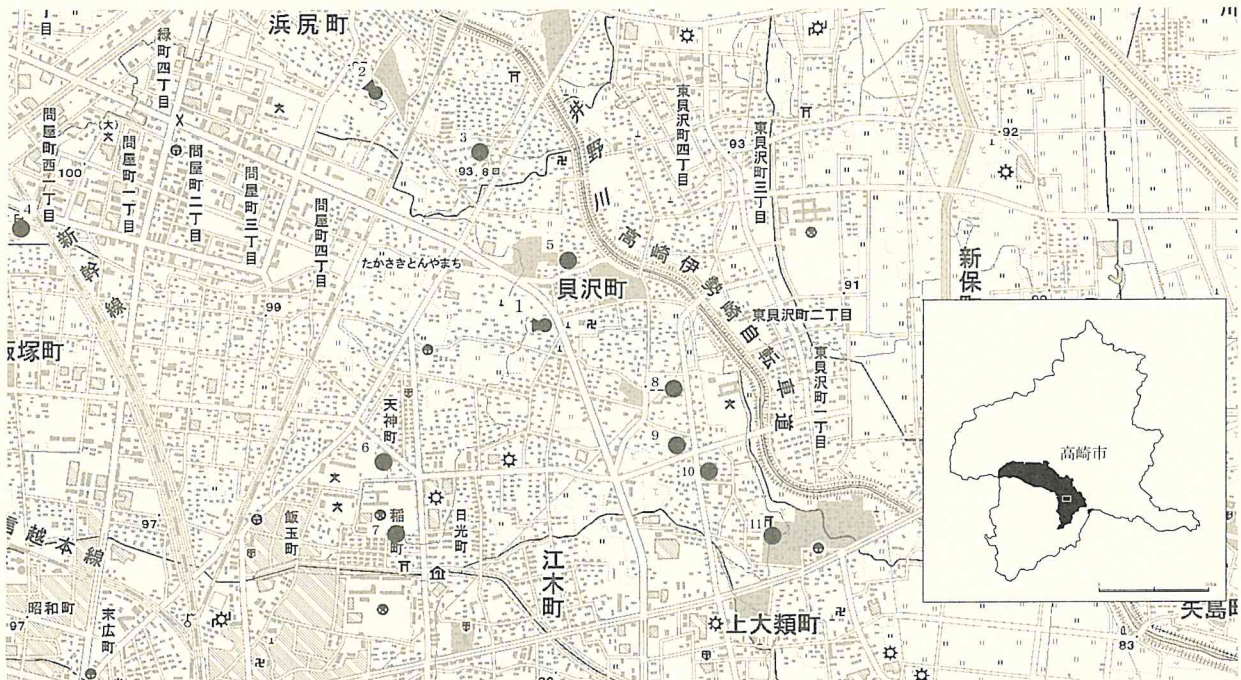 浜尻町
緑町四丁目
2
井野川
東貝沢町四丁目
東貝沢町三丁目
92
93
3
93.8
問屋町西一丁目
(大)
100
問屋町一丁目
問屋町二丁目
問屋町三丁目
問屋町四丁目
4
新幹線
たかさきとんやまち
5
高崎伊勢崎自転車道
貝沢町
99
1
91
東貝沢町二丁目
東貝沢町一丁目
8
天神町
6
9
10
97
飯玉町
7
日光町
11
信越本線
昭和町
末広町
97
江木町
上大類町
高崎市
矢島町
83